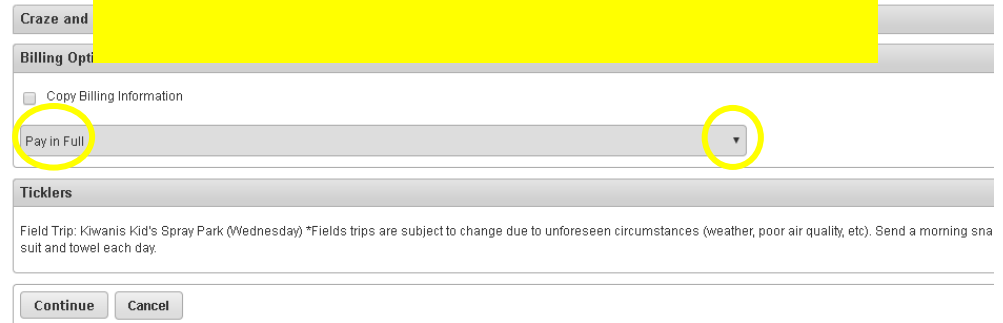 Craze and
Billing Opti
Copy Billing Information
Pay in Full
Ticklers
Field Trip: Kiwanis Kid's Spray Park (Wednesday) *Fields trips are subject to change due to unforeseen circumstances (weather, poor air quality, etc). Send a morning sna
suit and towel each day.
Continue Cancel